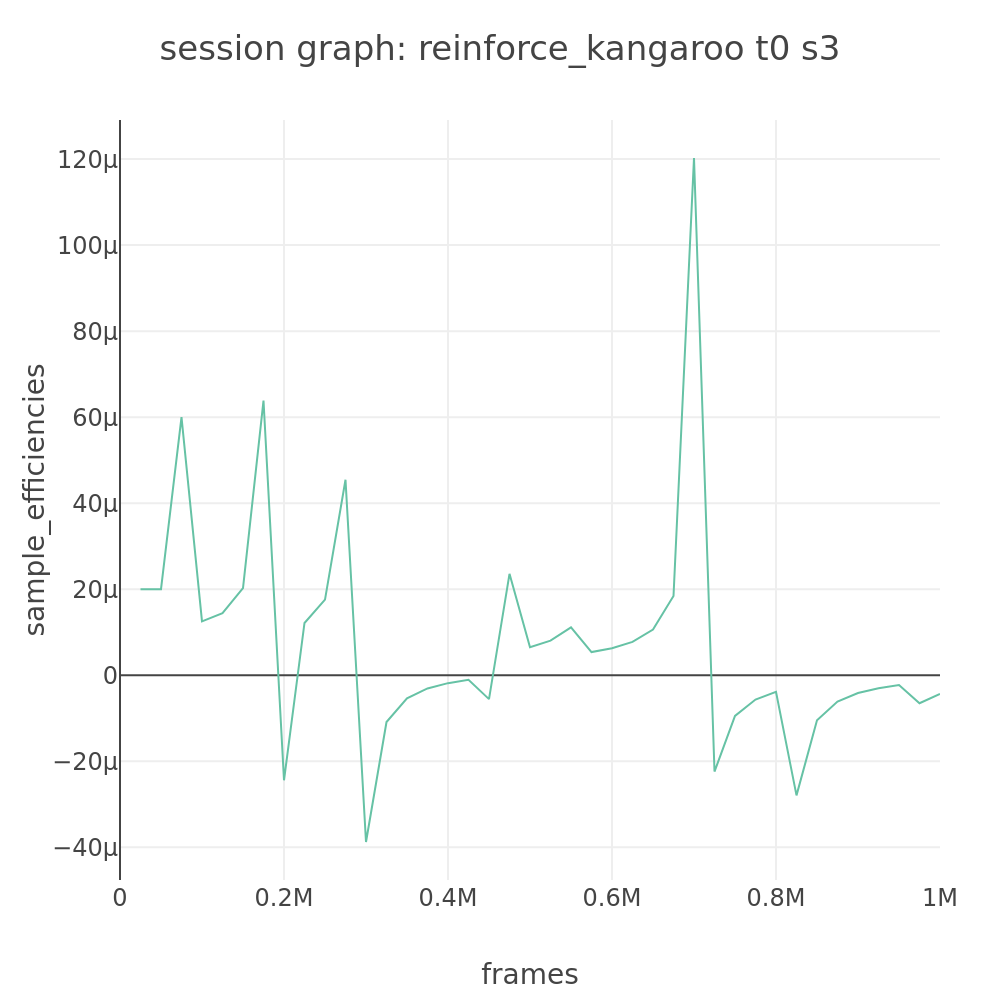 session graph: reinforce_kangaroo t0 s3
120μ
100μ
80μ
60μ
40μ
20μ
0
−20μ
−40μ
sample_efficiencies
0 0.2M 0.4M 0.6M 0.8M 1M
frames